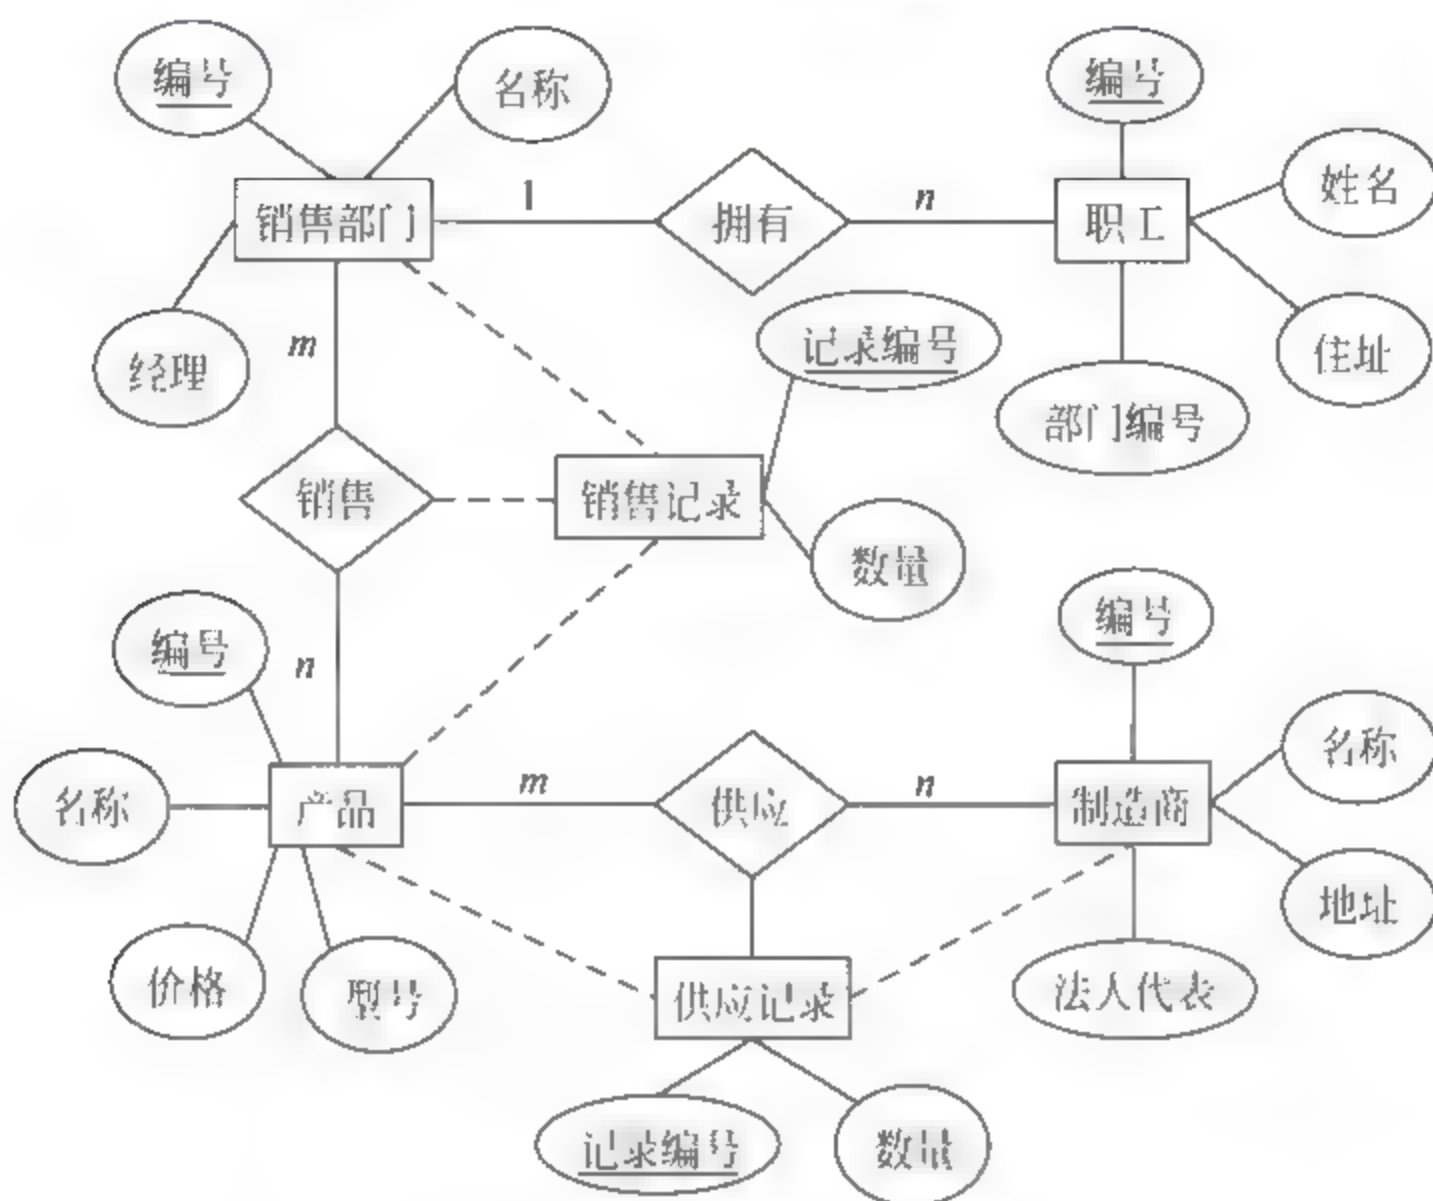 编号
名称
编号
销售部门
1
拥有
n
职工
姓名
经理
m
记录编号
部门编号
住址
销售
销售记录
数量
编号
n
编号
名称
产品
m
供应
n
制造商
名称
地址
价格
型号
供应记录
法人代表
记录编号
数量